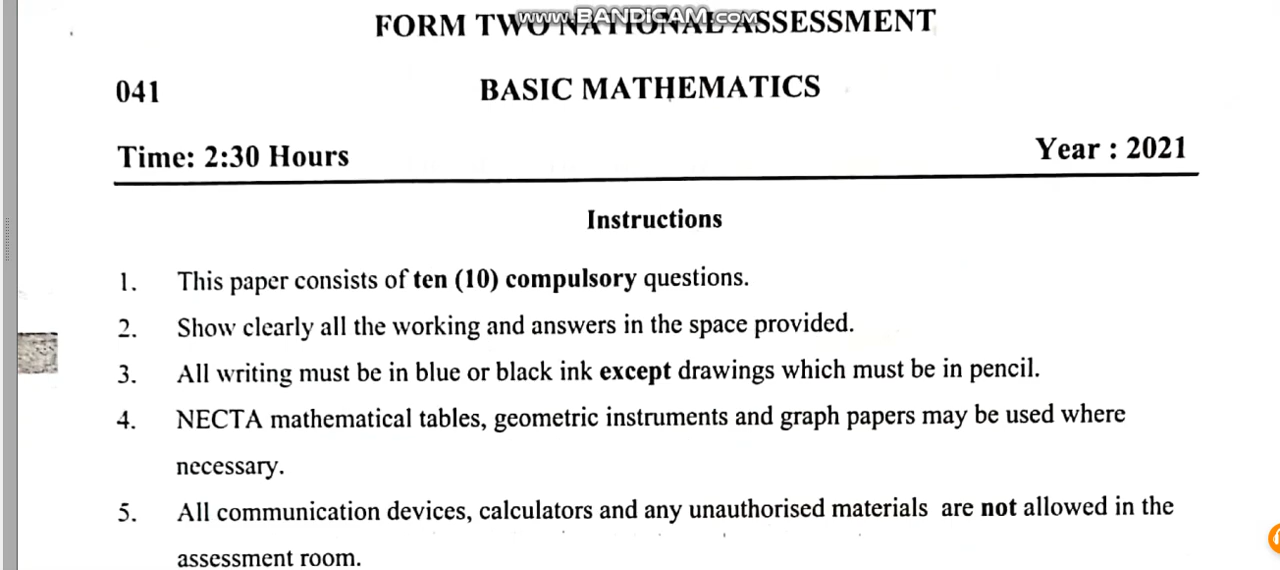 www.BANDICAM.com
FORM TWO NATIONAL ASSESSMENT
041 BASIC MATHEMATICS
Time: 2:30 Hours Year : 2021
Instructions
1. This paper consists of ten (10) compulsory questions.
2. Show clearly all the working and answers in the space provided.
3. All writing must be in blue or black ink except drawings which must be in pencil.
4. NECTA mathematical tables, geometric instruments and graph papers may be used where
necessary.
5. All communication devices, calculators and any unauthorised materials are not allowed in the
assessment room.